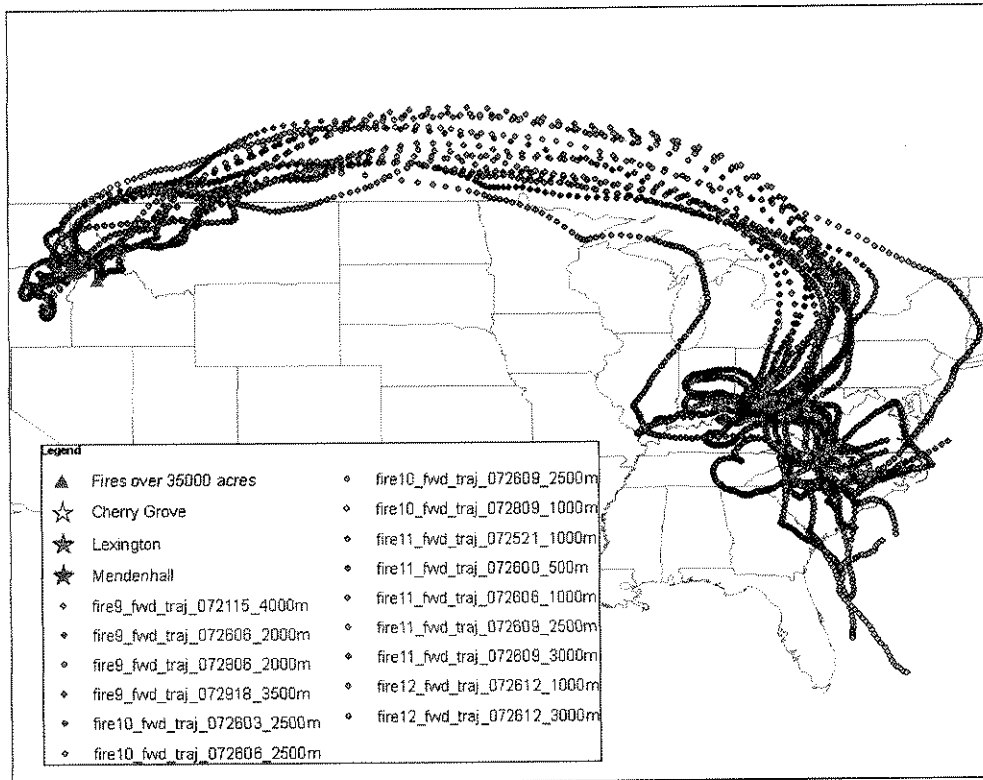 Legend
Fires over 35000 acres
Cherry Grove
Lexington
Mendenhall
fire9_fwd_traj_072115_4000m
fire9_fwd_traj_072606_2000m
fire9_fwd_traj_072806_2000m
fire9_fwd_traj_072918_3500m
fire10_fwd_traj_072603_2500m
fire10_fwd_traj_072606_2500m
fire10_fwd_traj_072609_2500m
fire10_fwd_traj_072809_1000m
fire11_fwd_traj_072521_1000m
fire11_fwd_traj_072600_500m
fire11_fwd_traj_072606_1000m
fire11_fwd_traj_072609_2500m
fire11_fwd_traj_072609_3000m
fire12_fwd_traj_072612_1000m
fire12_fwd_traj_072612_3000m